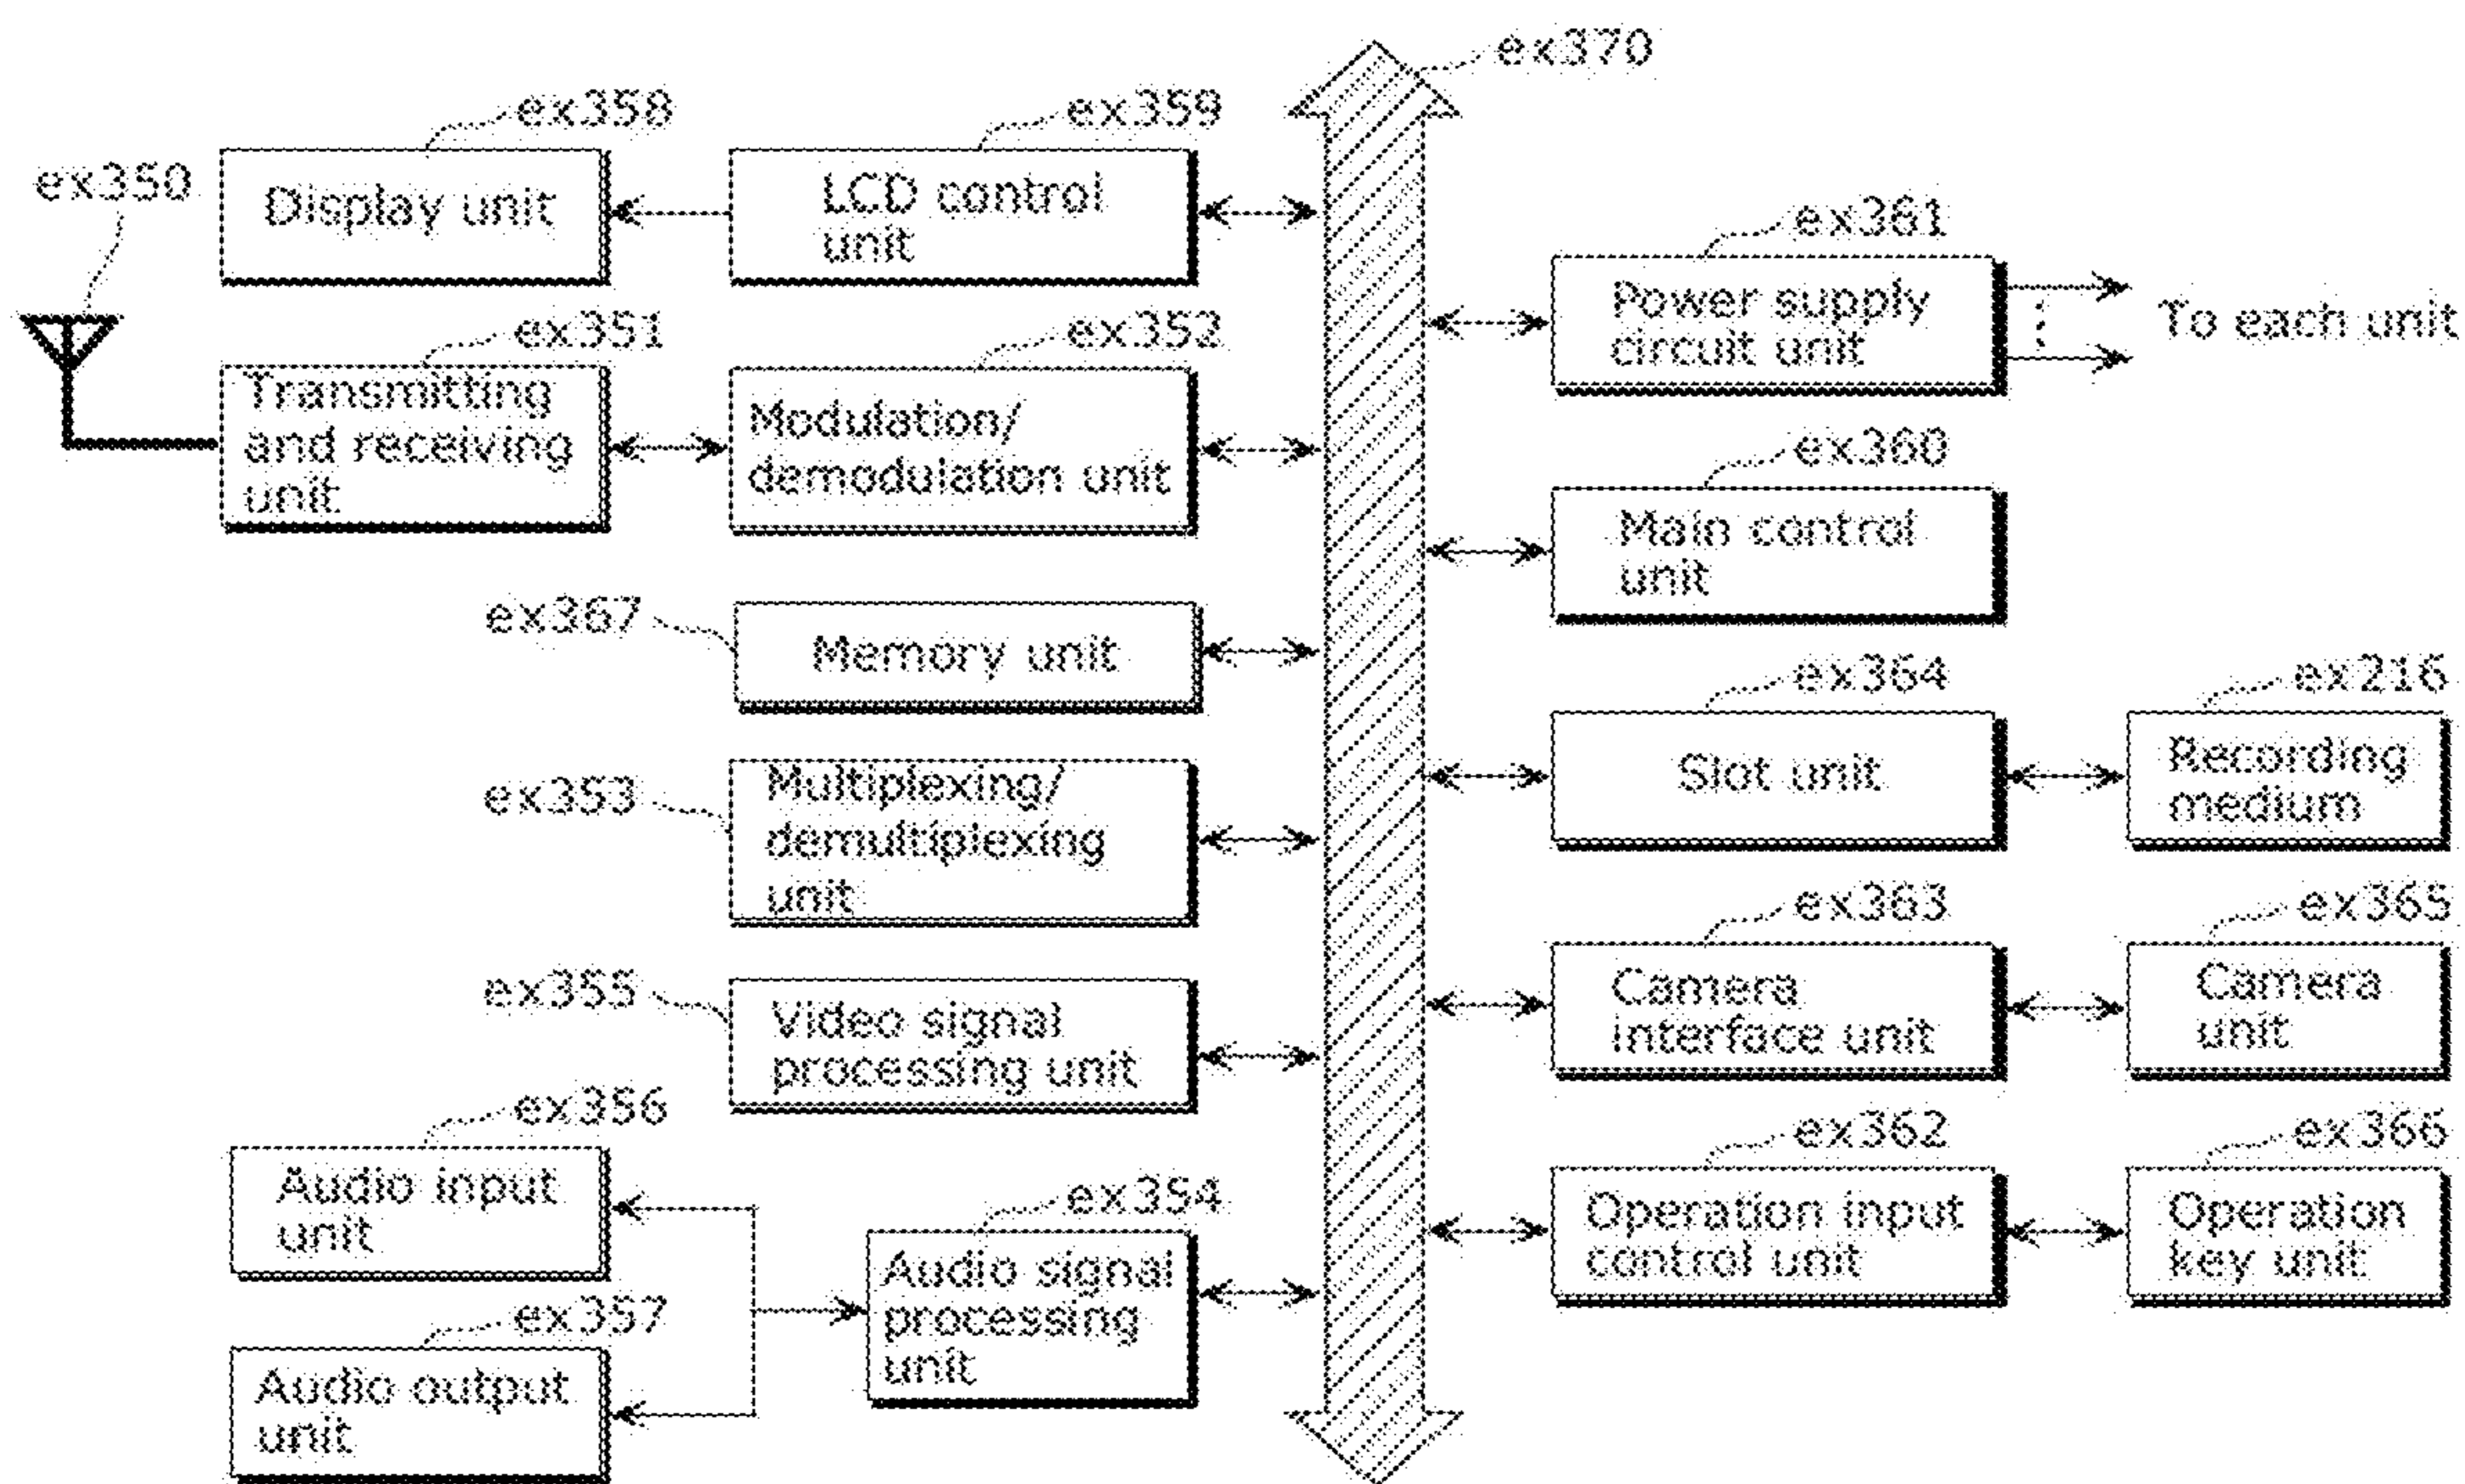 ex370
ex358
ex359
ex350
Display unit
LCD control
unit
ex361
Power supply
circuit unit
To each unit
ex351
ex352
Transmitting
and receiving
unit
Modulation/
demodulation unit
ex360
Main control
unit
ex367
Memory unit
ex364
ex216
Slot unit
Recording
medium
ex353
Multiplexing/
demultiplexing
unit
ex363
ex365
Camera
interface unit
Camera
unit
ex355
Video signal
processing unit
ex356
Audio input
unit
ex362
ex366
Operation input
control unit
Operation
key unit
ex354
Audio signal
processing
unit
ex357
Audio output
unit